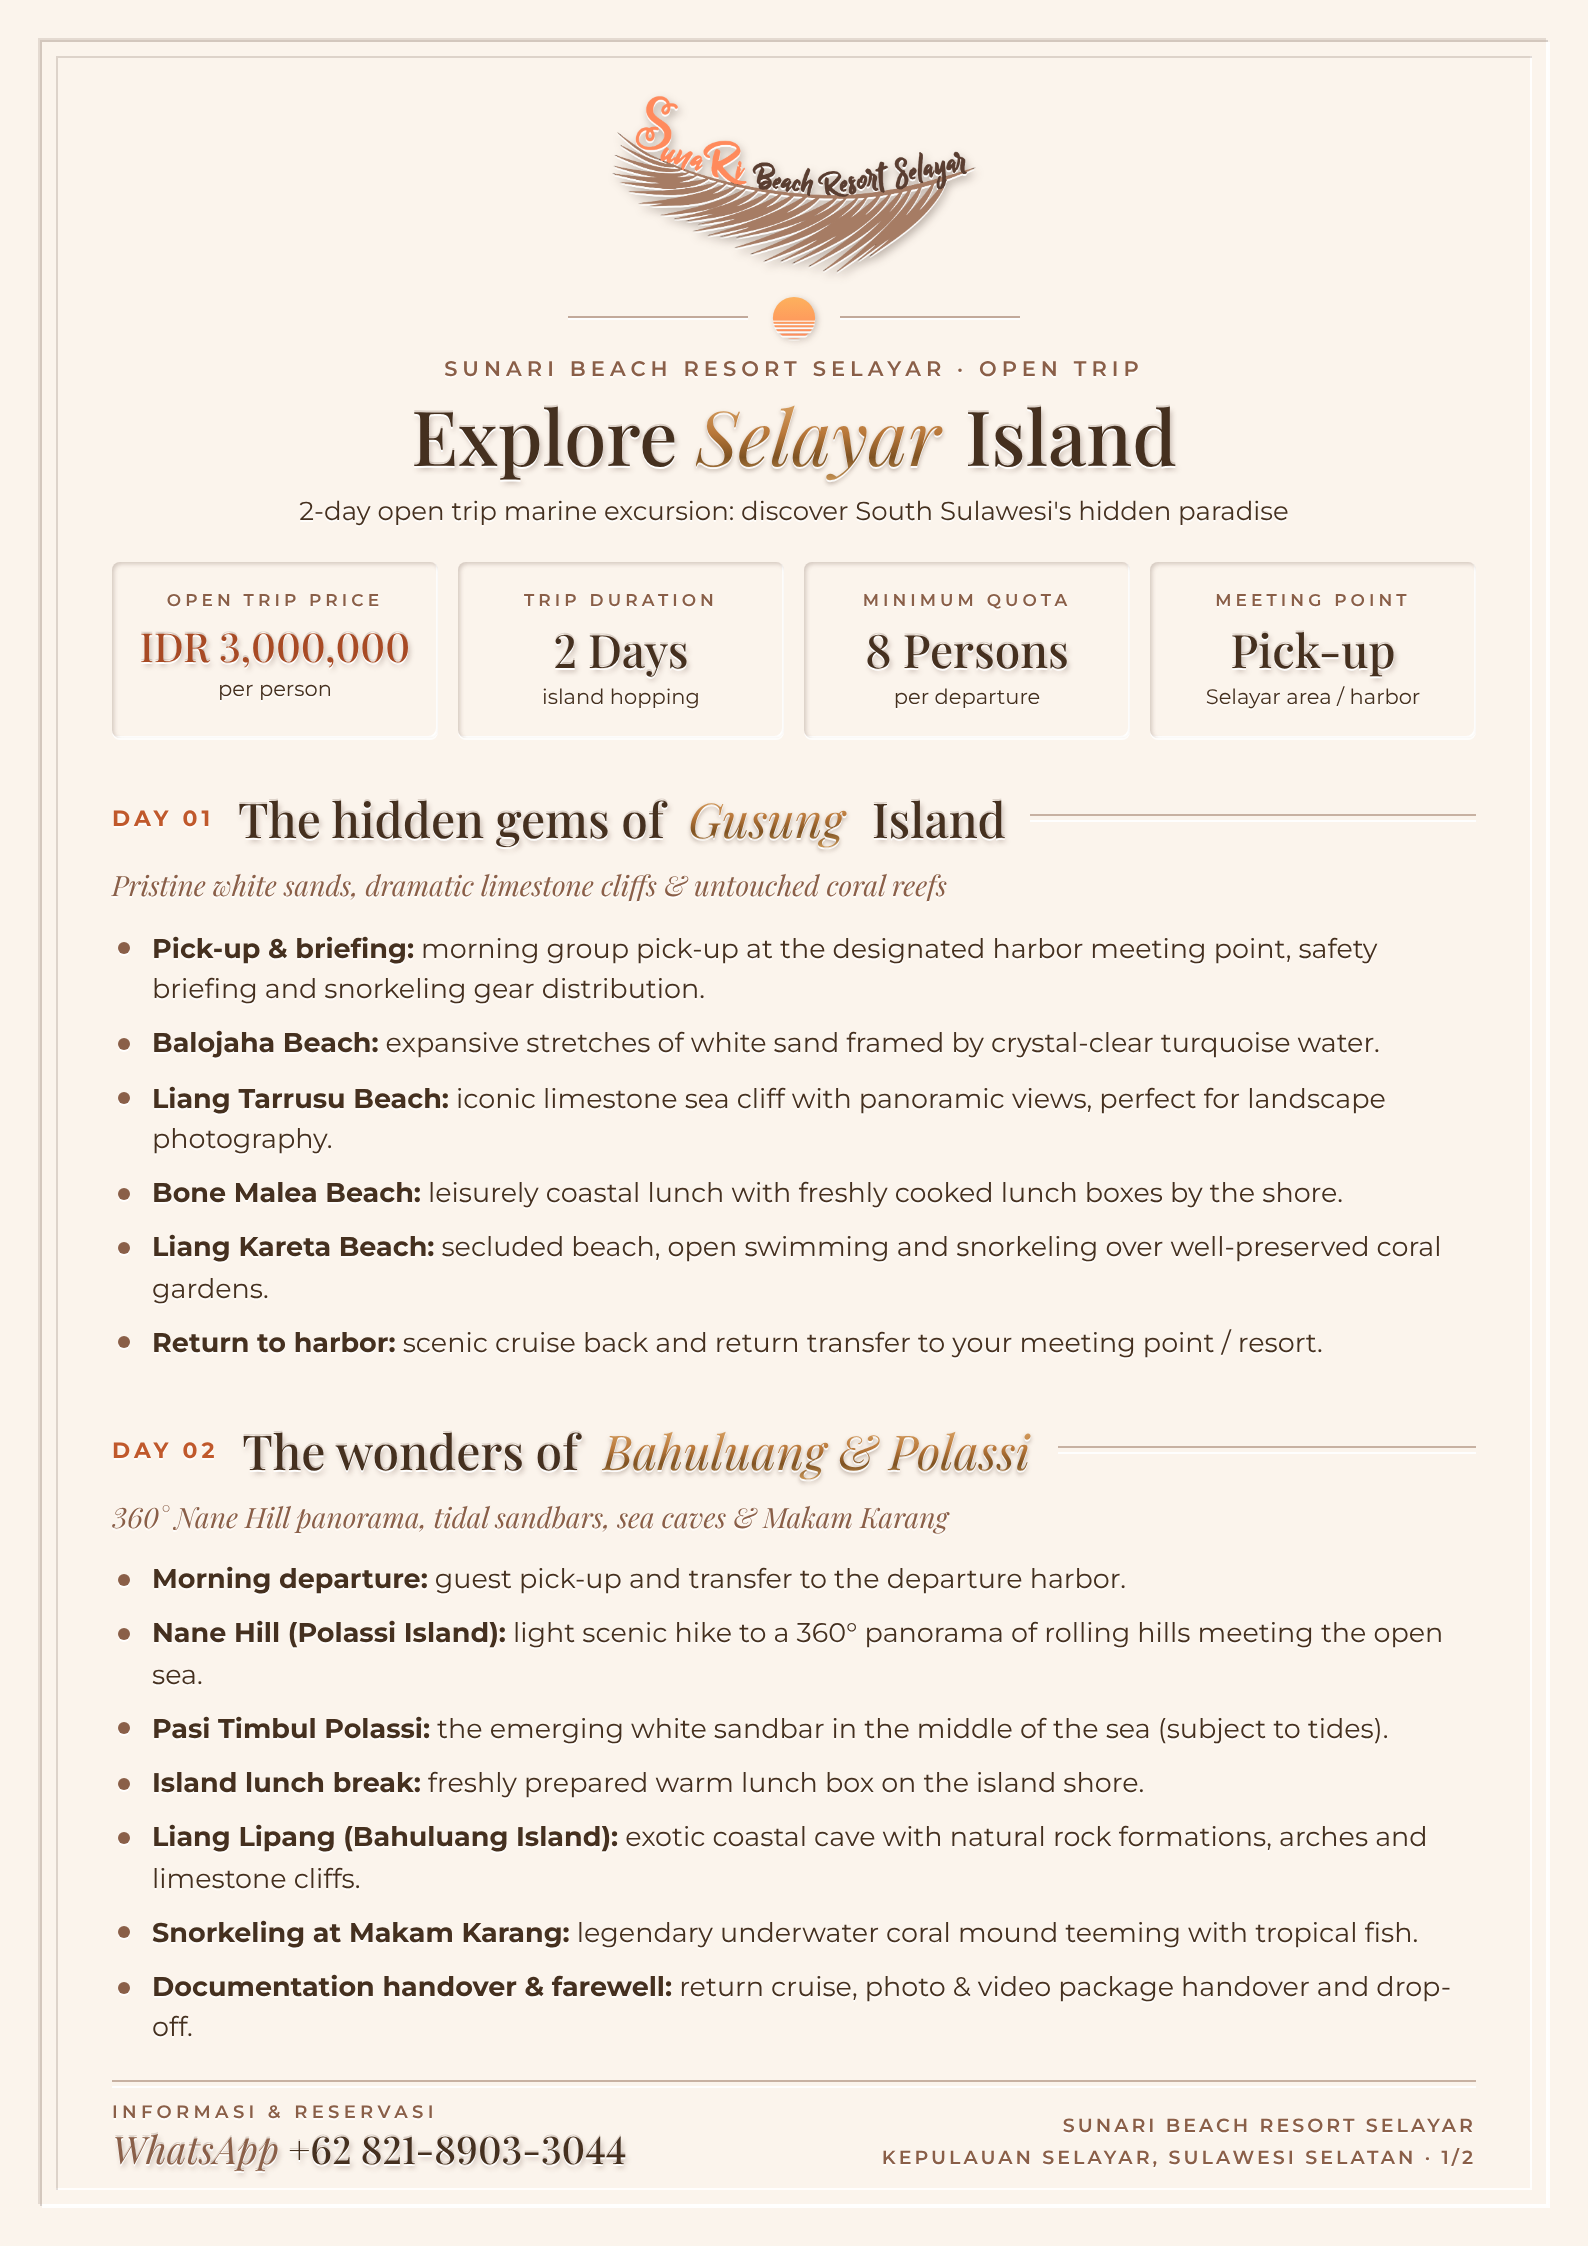 SunaRi Beach Resort Selayar
SUNARI BEACH RESORT SELAYAR · OPEN TRIP
Explore Selayar Island
2-day open trip marine excursion: discover South Sulawesi's hidden paradise
OPEN TRIP PRICE
IDR 3,000,000
per person
TRIP DURATION
2 Days
island hopping
MINIMUM QUOTA
8 Persons
per departure
MEETING POINT
Pick-up
Selayar area / harbor
DAY 01 The hidden gems of Gusung Island
Pristine white sands, dramatic limestone cliffs & untouched coral reefs
• Pick-up & briefing: morning group pick-up at the designated harbor meeting point, safety
briefing and snorkeling gear distribution.
• Balojaha Beach: expansive stretches of white sand framed by crystal-clear turquoise water.
• Liang Tarrusu Beach: iconic limestone sea cliff with panoramic views, perfect for landscape
photography.
• Bone Malea Beach: leisurely coastal lunch with freshly cooked lunch boxes by the shore.
• Liang Kareta Beach: secluded beach, open swimming and snorkeling over well-preserved coral
gardens.
• Return to harbor: scenic cruise back and return transfer to your meeting point / resort.
DAY 02 The wonders of Bahuluang & Polassi
360° Nane Hill panorama, tidal sandbars, sea caves & Makam Karang
• Morning departure: guest pick-up and transfer to the departure harbor.
• Nane Hill (Polassi Island): light scenic hike to a 360° panorama of rolling hills meeting the open
sea.
• Pasi Timbul Polassi: the emerging white sandbar in the middle of the sea (subject to tides).
• Island lunch break: freshly prepared warm lunch box on the island shore.
• Liang Lipang (Bahuluang Island): exotic coastal cave with natural rock formations, arches and
limestone cliffs.
• Snorkeling at Makam Karang: legendary underwater coral mound teeming with tropical fish.
• Documentation handover & farewell: return cruise, photo & video package handover and drop-
off.
INFORMASI & RESERVASI
WhatsApp +62 821-8903-3044
SUNARI BEACH RESORT SELAYAR
KEPULAUAN SELAYAR, SULAWESI SELATAN · 1/2